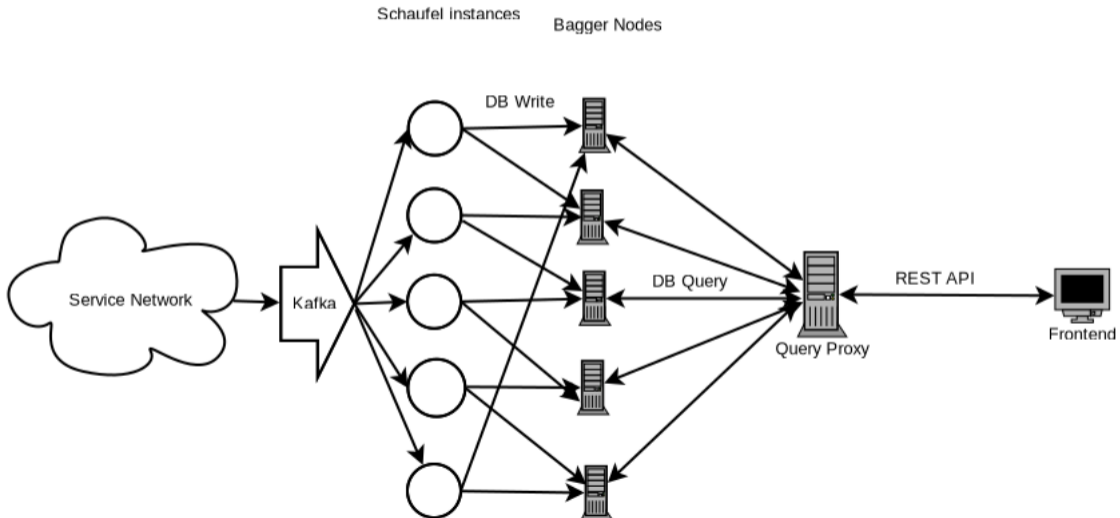 Schaufel instances
Bagger Nodes
DB Write
Service Network
Kafka
DB Query
REST API
Query Proxy
Frontend